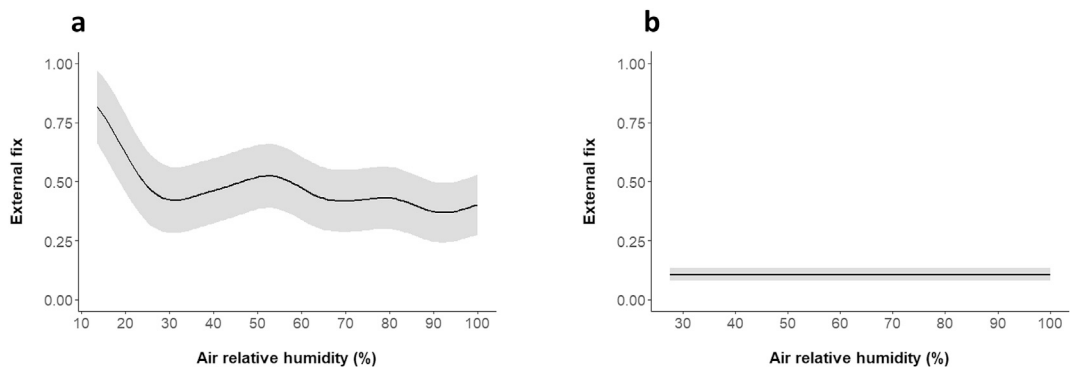 a
1.00
0.75
0.50
0.25
0.00
External fix
10 20 30 40 50 60 70 80 90 100
Air relative humidity (%)
b
1.00
0.75
0.50
0.25
0.00
External fix
30 40 50 60 70 80 90 100
Air relative humidity (%)